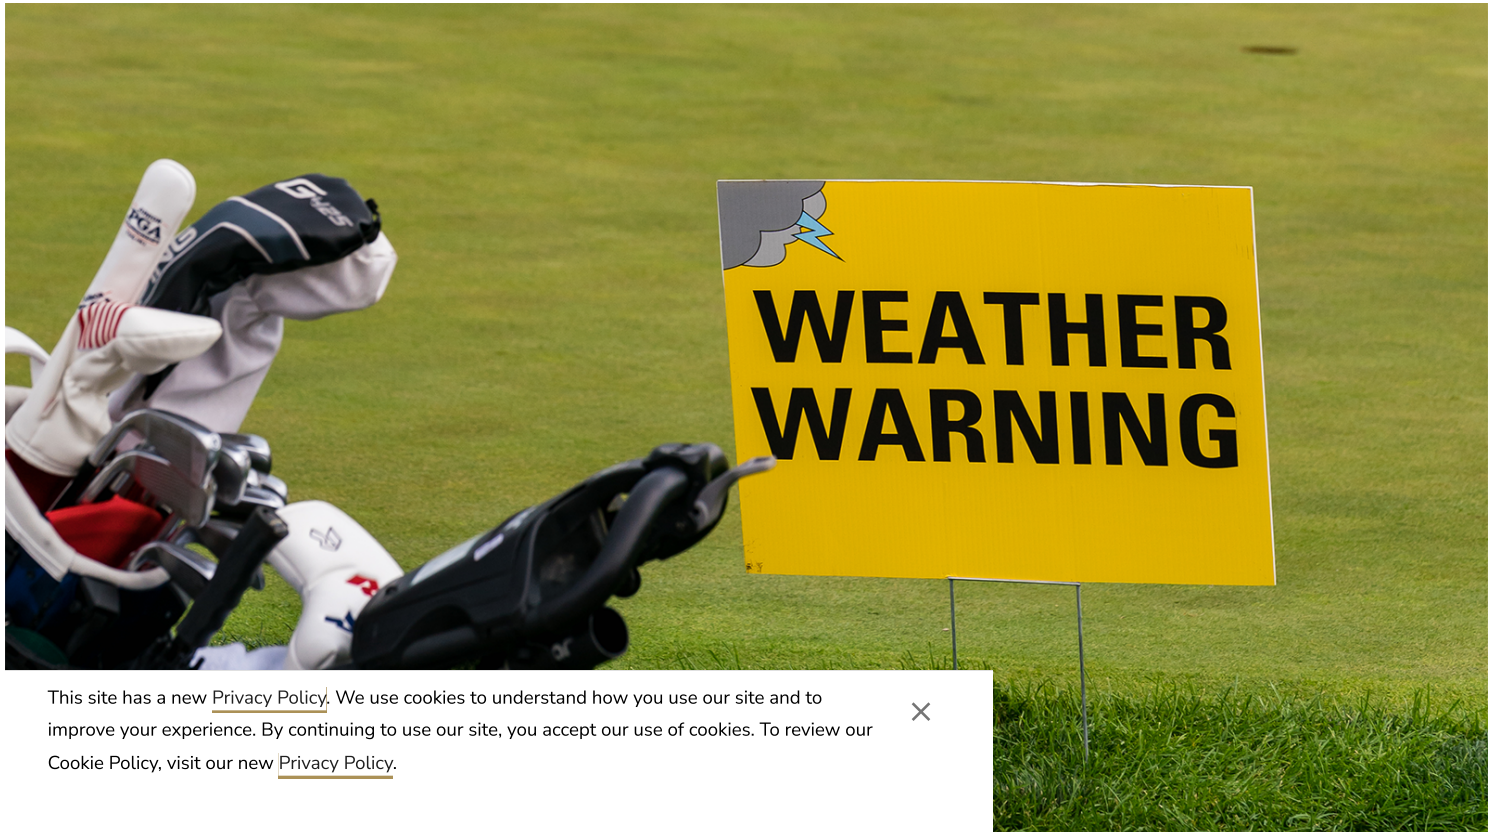 PGA
G425
WEATHER
WARNING
This site has a new Privacy Policy. We use cookies to understand how you use our site and to
improve your experience. By continuing to use our site, you accept our use of cookies. To review our
Cookie Policy, visit our new Privacy Policy.